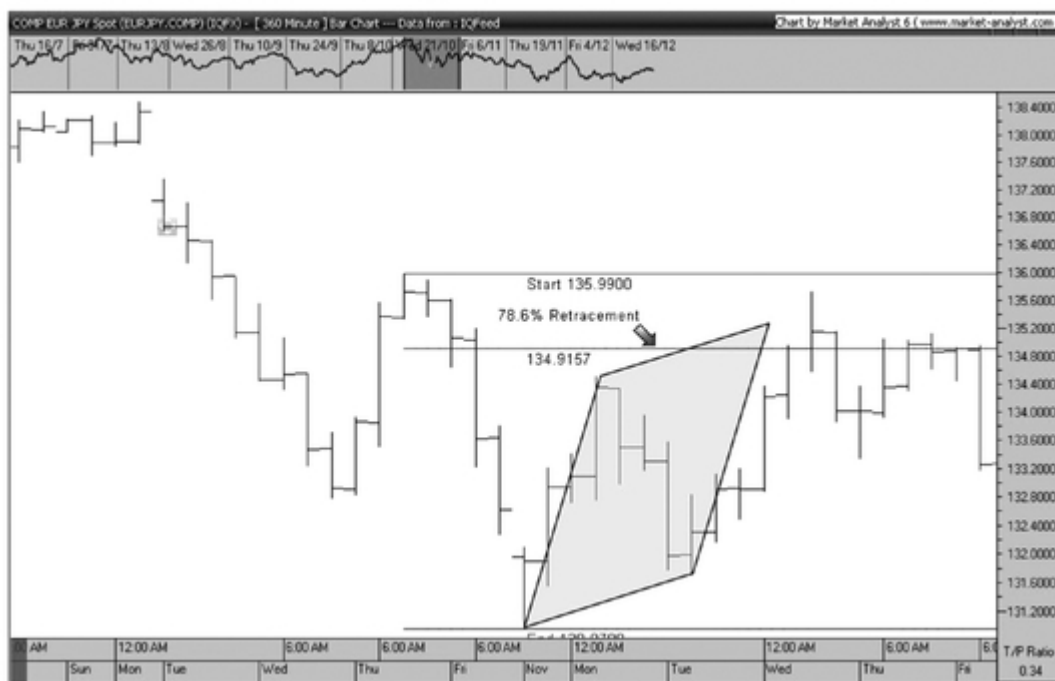 COMP EUR JPY Spot (EURJPY.COMP) (IQFX) - [ 360 Minute ] Bar Chart --- Data from : IQFeed
Chart by Market Analyst 6 ( www.market-analyst.com
Thu 16/7 Thu 13/8 Wed 26/8 Thu 10/9 Thu 24/9 Thu 8/10 Wed 21/10 Fri 6/11 Thu 19/11 Fri 4/12 Wed 16/12
138.4000
138.0000
137.6000
137.2000
136.8000
136.4000
136.0000
Start 135.9900
135.6000
78.6% Retracement
135.2000
134.9157
134.8000
134.4000
134.0000
133.6000
133.2000
132.8000
132.4000
132.0000
131.6000
131.2000
AM 12:00 AM 6:00 AM 6:00 AM 6:00 AM 12:00 AM 12:00 AM 6:00 AM 6:0
T/P Ratio
Sun Mon Tue Wed Thu Fri Nov Mon Tue Wed Thu Fri
0.34